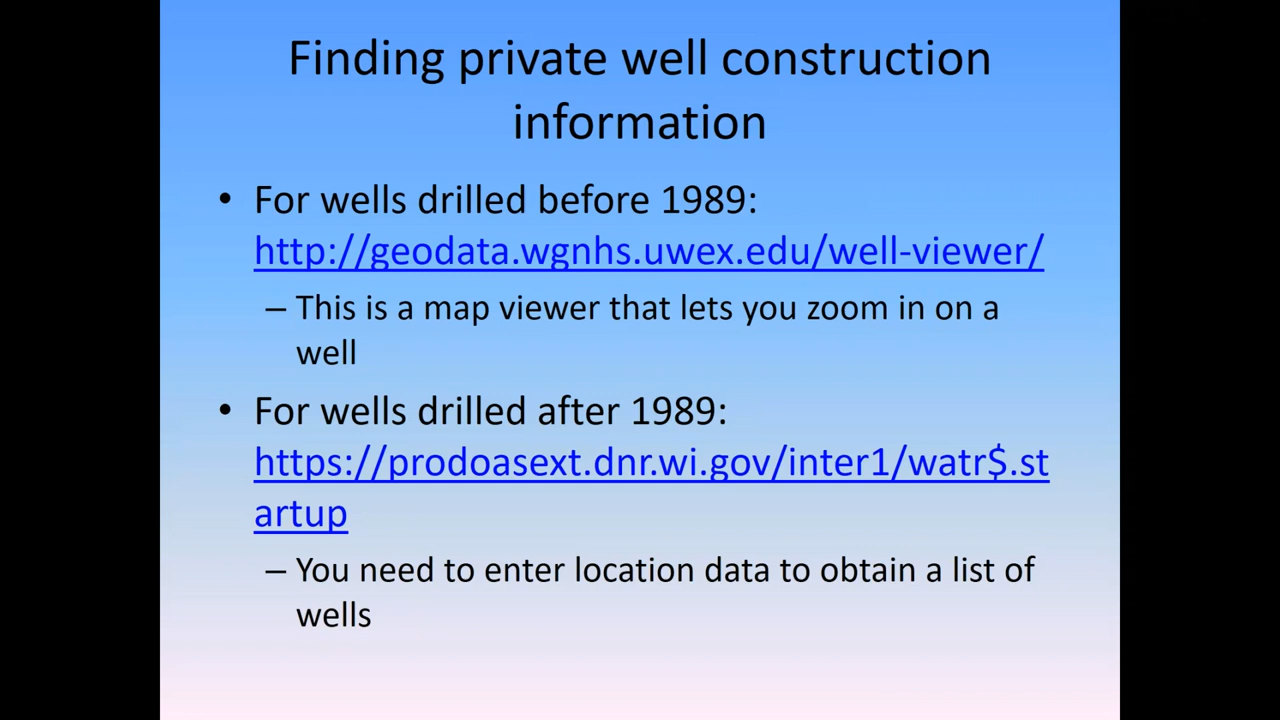 Finding private well construction
information
• For wells drilled before 1989:
http://geodata.wgnhs.uwex.edu/well-viewer/
– This is a map viewer that lets you zoom in on a
well
• For wells drilled after 1989:
https://prodoasext.dnr.wi.gov/inter1/watr$.st
artup
– You need to enter location data to obtain a list of
wells